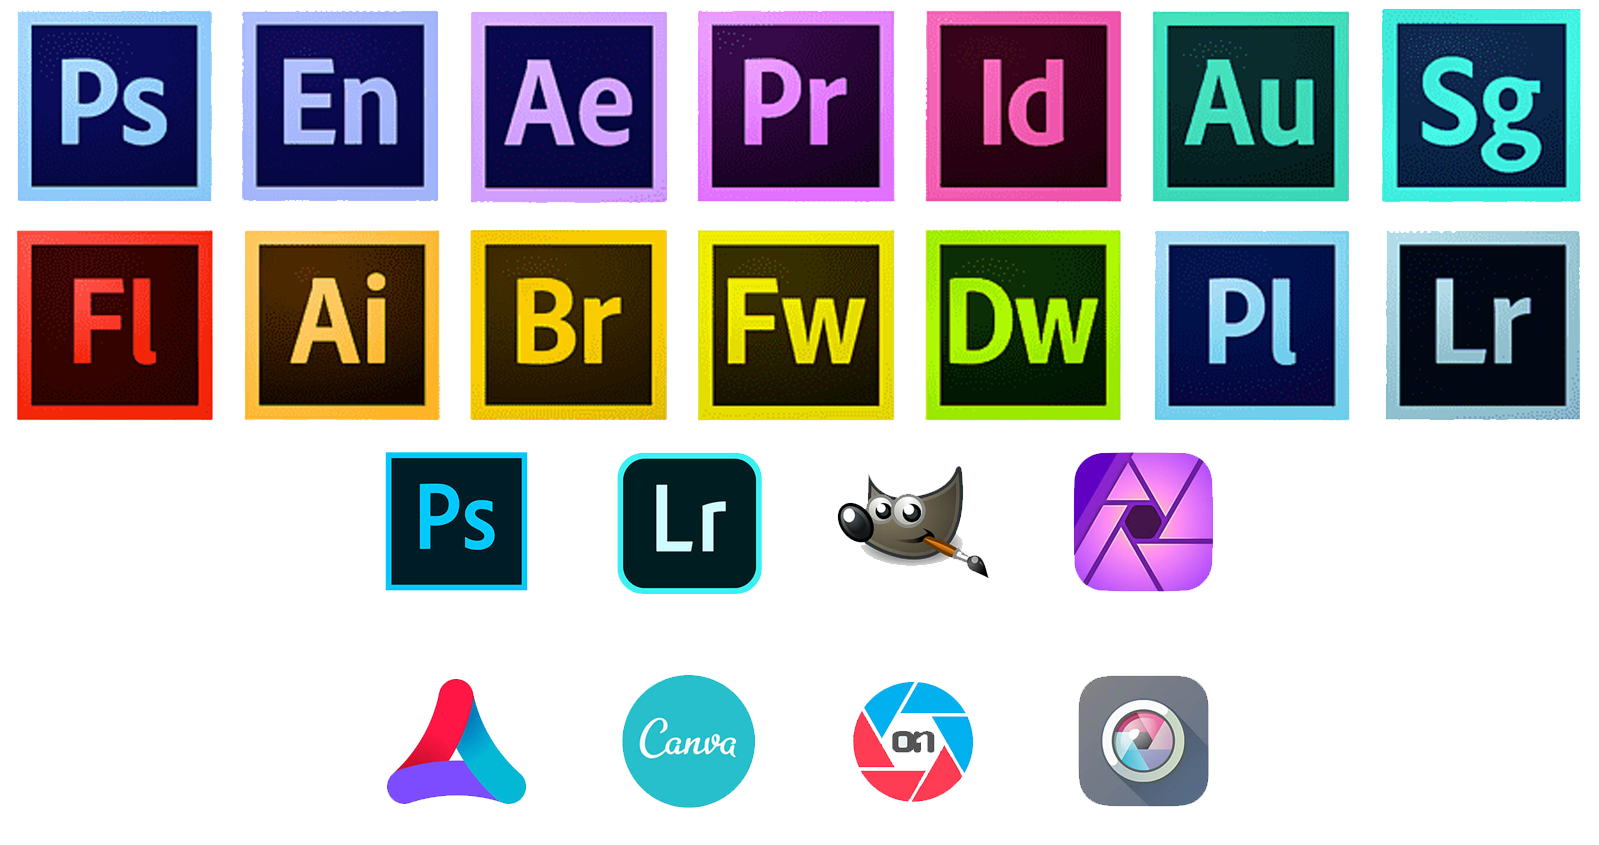 Ps En Ae Pr Id Au Sg
Fl Ai Br Fw Dw Pl Lr
Ps Lr
Canva on1